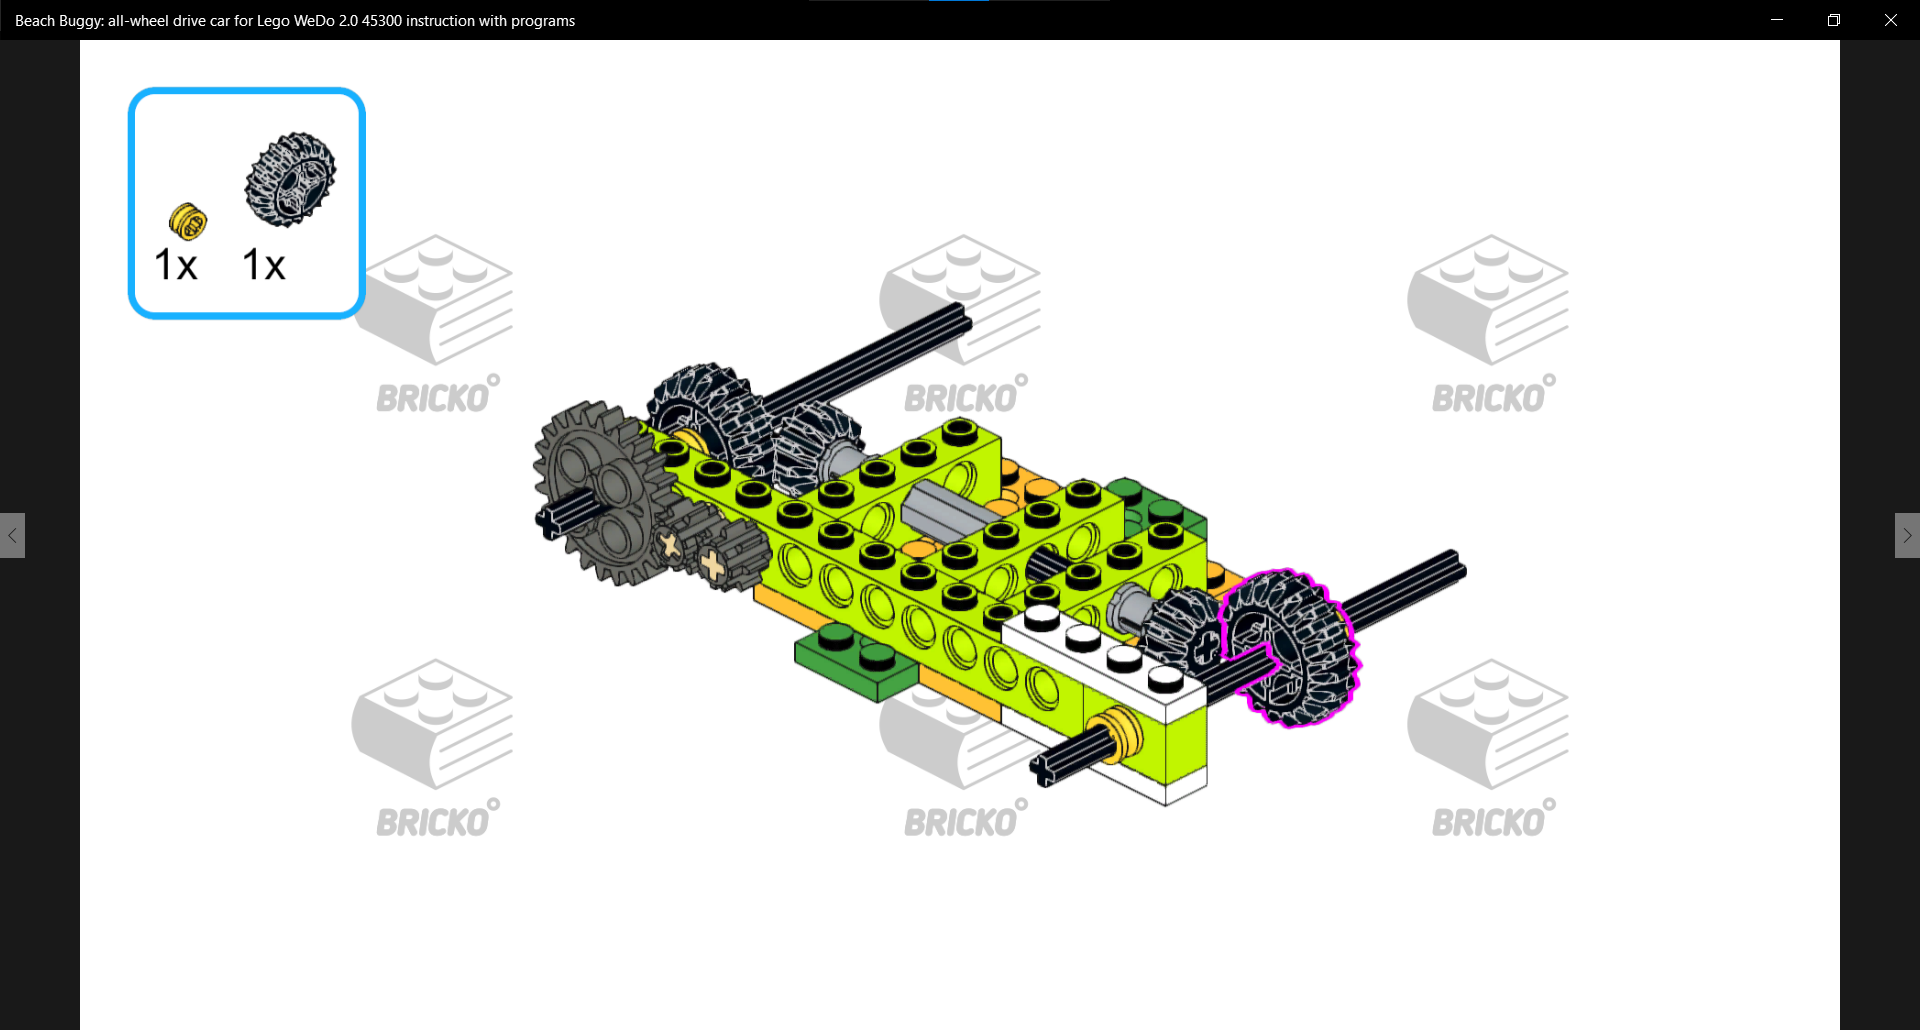 Beach Buggy: all-wheel drive car for Lego WeDo 2.0 45300 instruction with programs
1x 1x
BRICKO BRICKO BRICKO
BRICKO BRICKO BRICKO